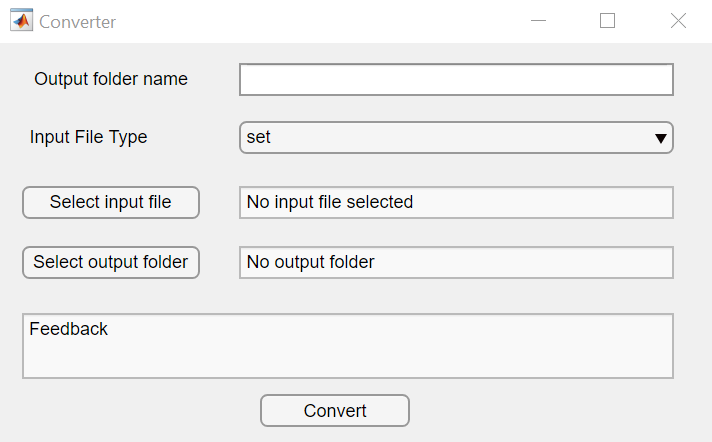 Converter
Output folder name
Input File Type
set
Select input file
No input file selected
Select output folder
No output folder
Feedback
Convert